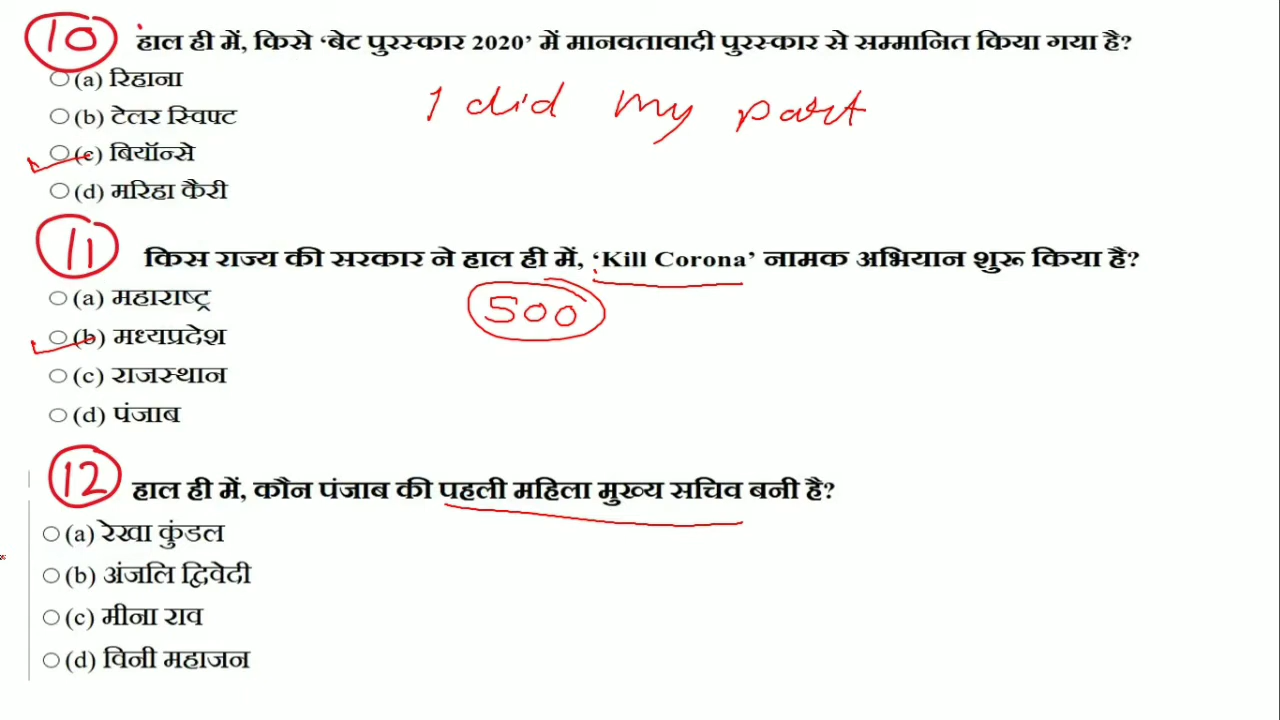 10 हाल ही में, किसे ‘बेट पुरस्कार 2020’ में मानवतावादी पुरस्कार से सम्मानित किया गया है?
(a) रिहाना
I did my part
(b) टेलर स्विफ्ट
(c) बियॉन्से
(d) मरिहा कैरी
11 किस राज्य की सरकार ने हाल ही में, ‘Kill Corona’ नामक अभियान शुरू किया है?
(a) महाराष्ट्र
500
(b) मध्यप्रदेश
(c) राजस्थान
(d) पंजाब
12 हाल ही में, कौन पंजाब की पहली महिला मुख्य सचिव बनी है?
(a) रेखा कुंडल
(b) अंजलि द्विवेदी
(c) मीना राव
(d) विनी महाजन